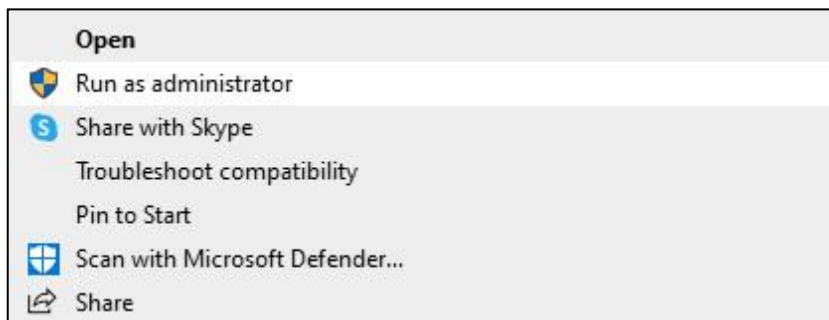 Open
Run as administrator
Share with Skype
Troubleshoot compatibility
Pin to Start
Scan with Microsoft Defender...
Share